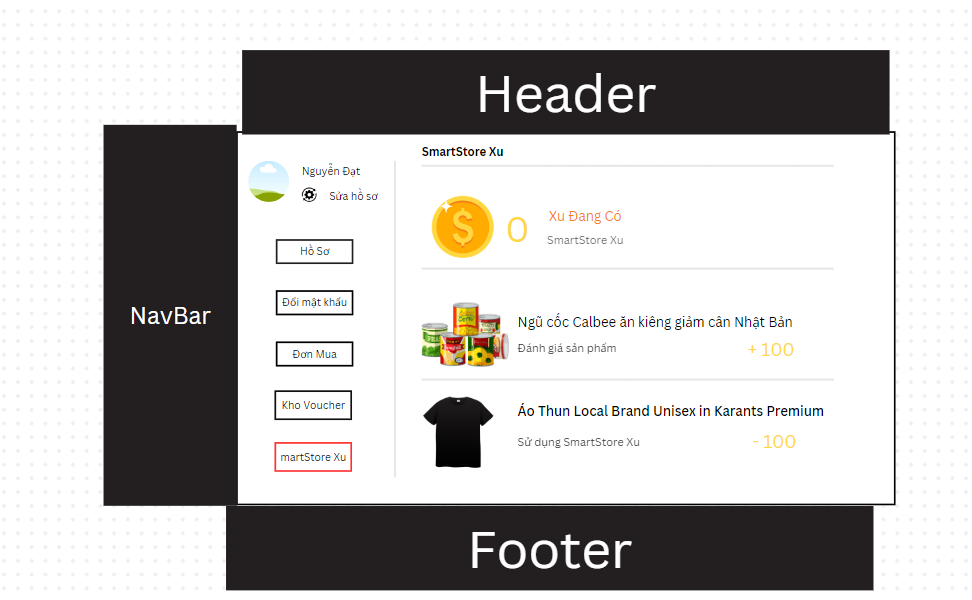 Header
NavBar
Nguyễn Đạt
Sửa hồ sơ
Hồ Sơ
Đổi mật khẩu
Đơn Mua
Kho Voucher
martStore Xu
SmartStore Xu
0
Xu Đang Có
SmartStore Xu
Ngũ cốc Calbee ăn kiêng giảm cân Nhật Bản
Đánh giá sản phẩm
+100
Áo Thun Local Brand Unisex in Karants Premium
Sử dụng SmartStore Xu
-100
Footer